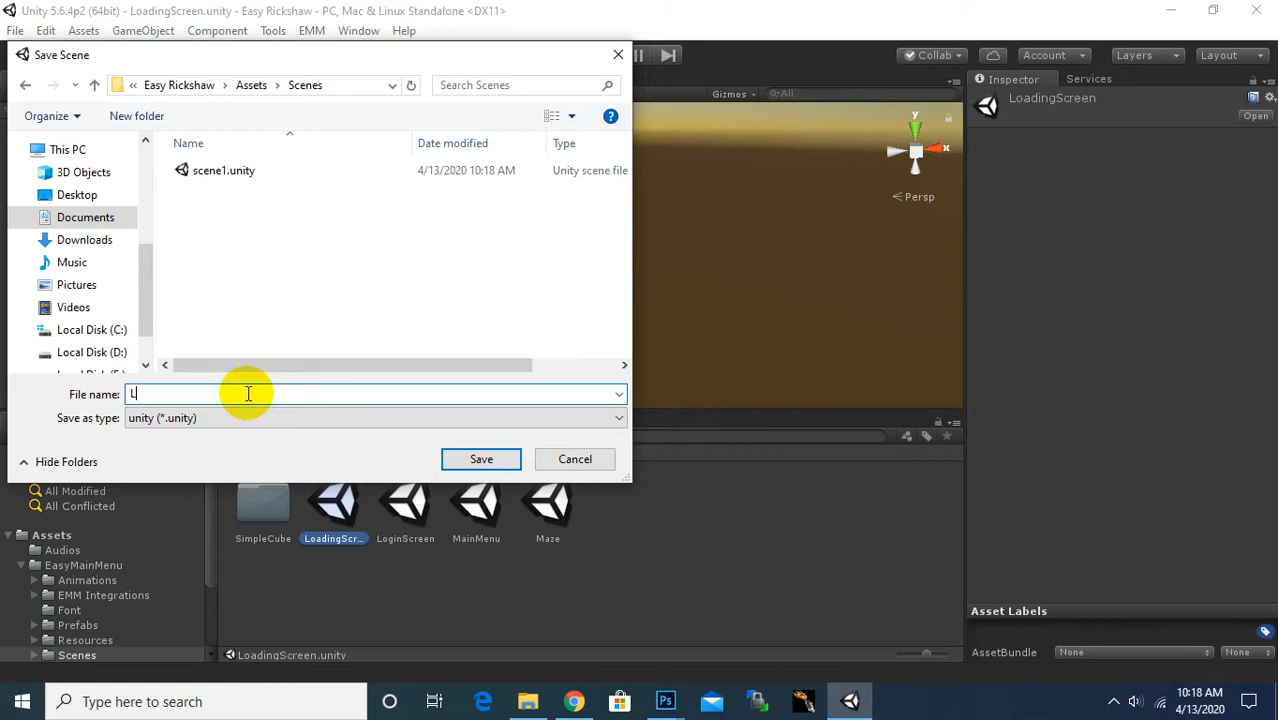 Unity 5.6.4p2 (64bit) - LoadingScreen.unity - Easy Rickshaw - PC, Mac & Linux Standalone <DX11>
File Edit Assets GameObject Component Tools EMM Window Help
Save Scene
Collab Account Layers Layout
« Easy Rickshaw > Assets > Scenes Search Scenes
Gizmos All
Inspector Services
LoadingScreen
Open
Organize New folder
Name Date modified Type
This PC
3D Objects
Desktop
Documents
Downloads
Music
Pictures
Videos
Local Disk (C:)
Local Disk (D:)
scene1.unity 4/13/2020 10:18 AM Unity scene file
y
x
Persp
File name: L
Save as type: unity (*.unity)
Hide Folders Save Cancel
All Modified
All Conflicted
Assets
Audios
EasyMainMenu
Animations
EMM Integrations
Font
Prefabs
Resources
Scenes
SimpleCube LoadingScr... LoginScreen MainMenu Maze
LoadingScreen.unity
Asset Labels
AssetBundle None None
Type here to search
Ps
10:18 AM
4/13/2020